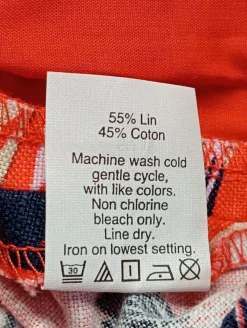 55% Lin
45% Coton
Machine wash cold
gentle cycle,
with like colors.
Non chlorine
bleach only.
Line dry.
Iron on lowest setting.
30